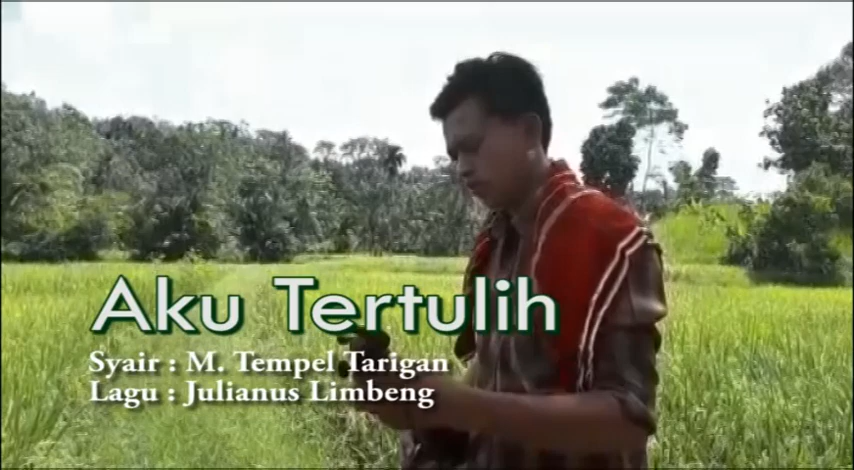 Aku Tertulih
Syair : M. Tempel Tarigan
Lagu : Julianus Limbeng